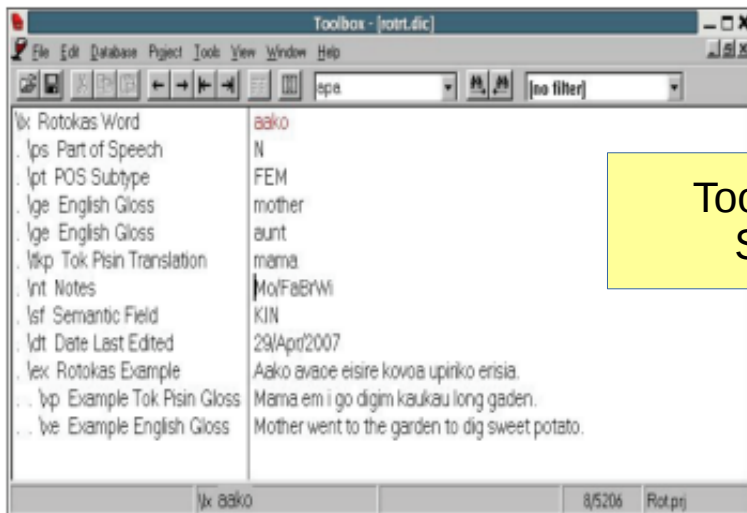 Toolbox - [rotrt.dic]
File Edit Database Project Tools View Window Help
apa [no filter]
\lx Rotokas Word aako
. \ps Part of Speech N
. \pt POS Subtype FEM
. \ge English Gloss mother
. \ge English Gloss aunt
. \tkp Tok Pisin Translation mama
. \nt Notes Mo/FaBrWi
. \sf Semantic Field KIN
. \dt Date Last Edited 29/Apr/2007
. \ex Rotokas Example Aako avaoe eisire kovoa upiriko erisia.
. . \xp Example Tok Pisin Gloss Mama em i go digim kaukau long gaden.
. . \xe Example English Gloss Mother went to the garden to dig sweet potato.
\lx aako 8/5206 Rot.prj